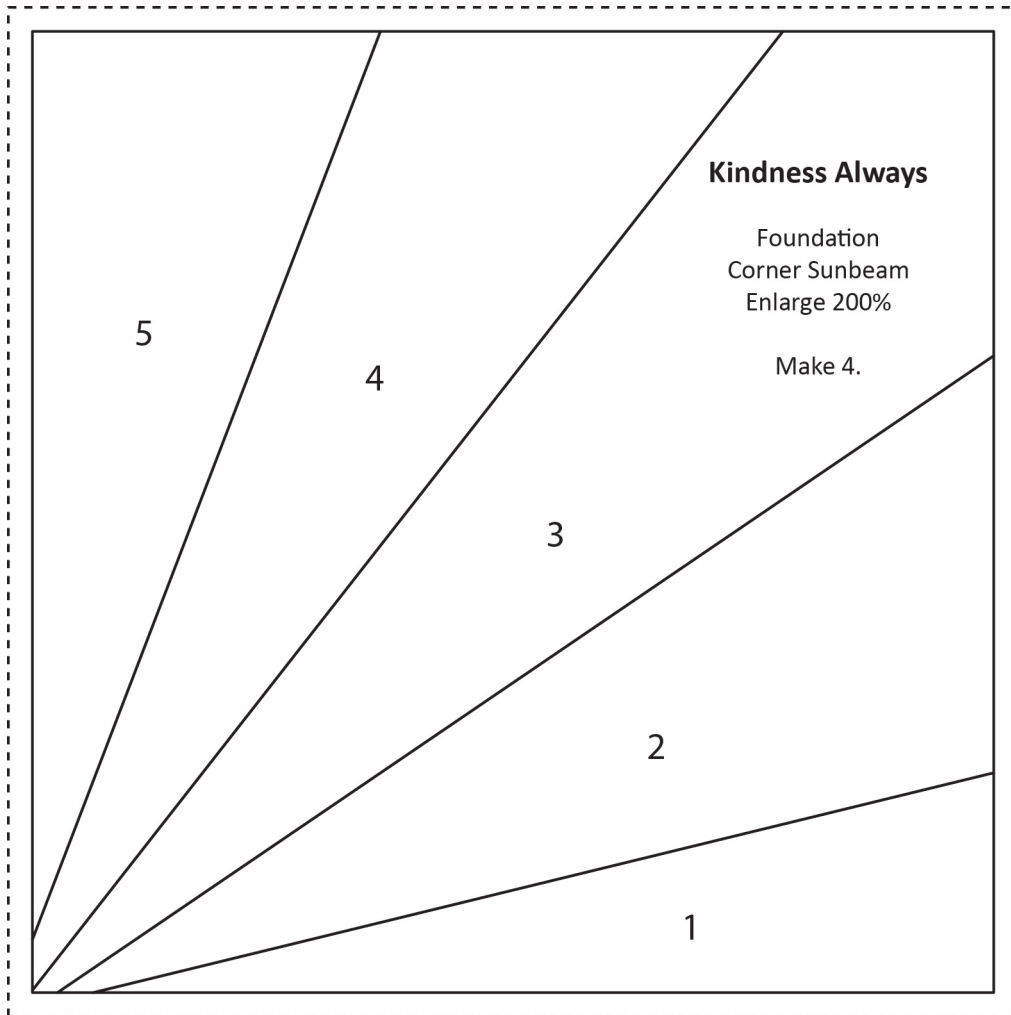 Kindness Always
Foundation
Corner Sunbeam
Enlarge 200%
Make 4.
5
4
3
2
1